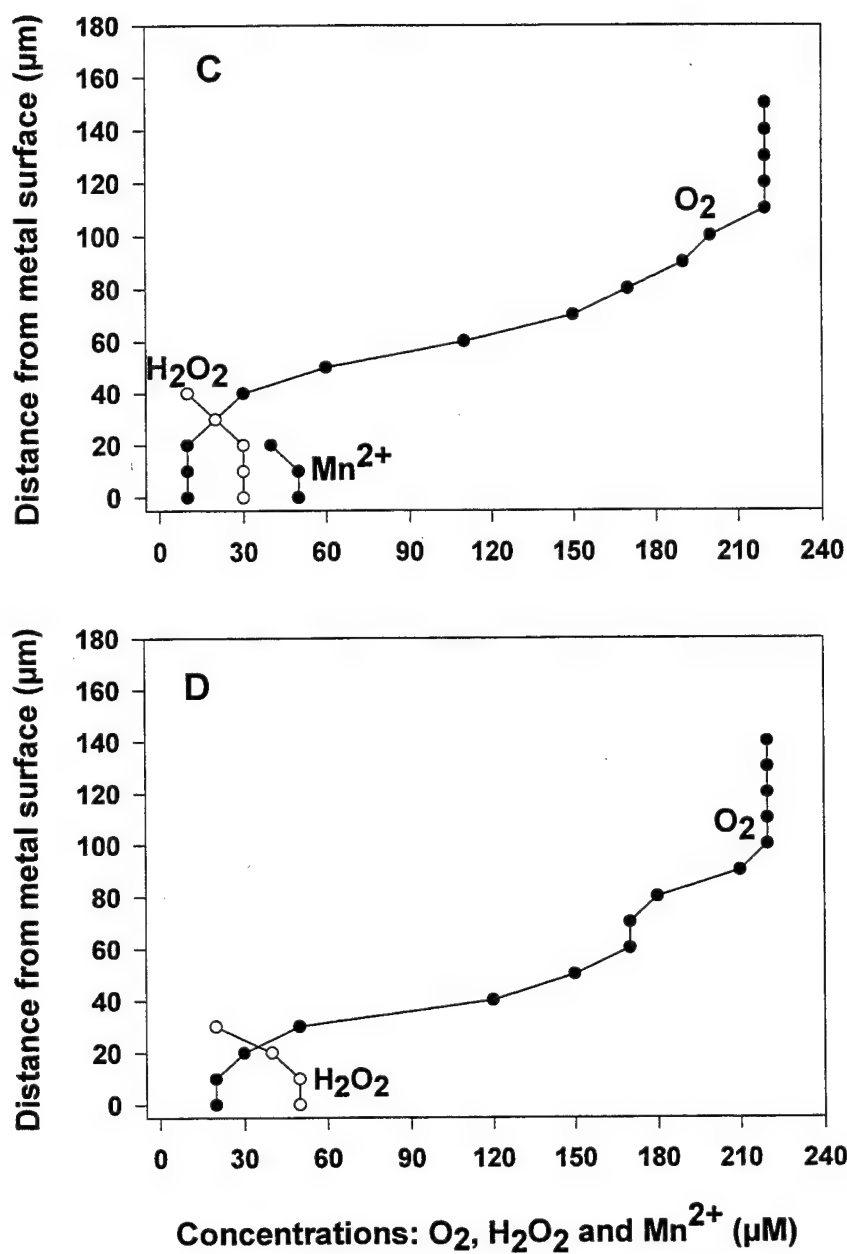 C
Distance from metal surface (µm)
180
160
140
120
100
80
60
40
20
0
O2
H2O2
Mn2+
0 30 60 90 120 150 180 210 240
D
Distance from metal surface (µm)
180
160
140
120
100
80
60
40
20
0
O2
H2O2
0 30 60 90 120 150 180 210 240
Concentrations: O2, H2O2 and Mn2+ (µM)